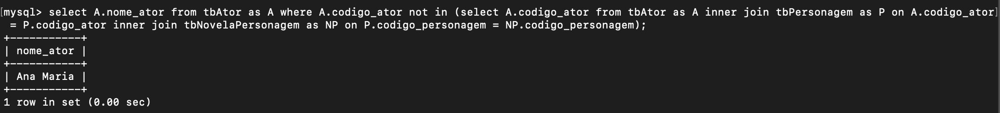 [mysql> select A.nome_ator from tbAtor as A where A.codigo_ator not in (select A.codigo_ator from tbAtor as A inner join tbPersonagem as P on A.codigo_ator]
 = P.codigo_ator inner join tbNovelaPersonagem as NP on P.codigo_personagem = NP.codigo_personagem);
+-----------+
| nome_ator |
+-----------+
| Ana Maria |
+-----------+
1 row in set (0.00 sec)